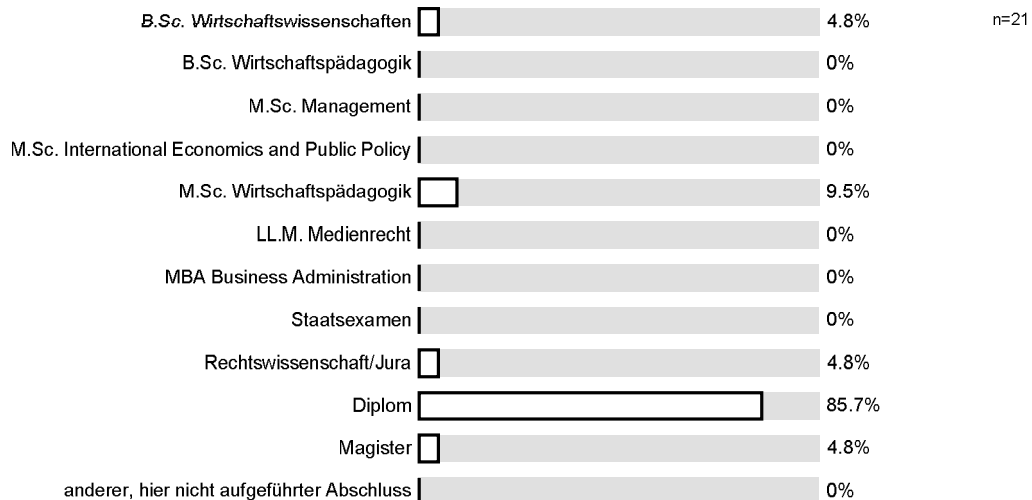 B.Sc. Wirtschaftswissenschaften 4.8% n=21
B.Sc. Wirtschaftspädagogik 0%
M.Sc. Management 0%
M.Sc. International Economics and Public Policy 0%
M.Sc. Wirtschaftspädagogik 9.5%
LL.M. Medienrecht 0%
MBA Business Administration 0%
Staatsexamen 0%
Rechtswissenschaft/Jura 4.8%
Diplom 85.7%
Magister 4.8%
anderer, hier nicht aufgeführter Abschluss 0%